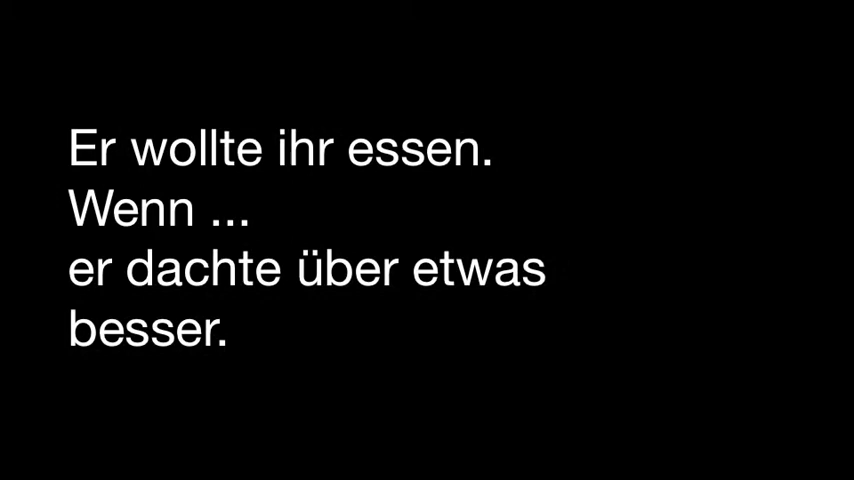 Er wollte ihr essen.
Wenn ...
er dachte über etwas
besser.